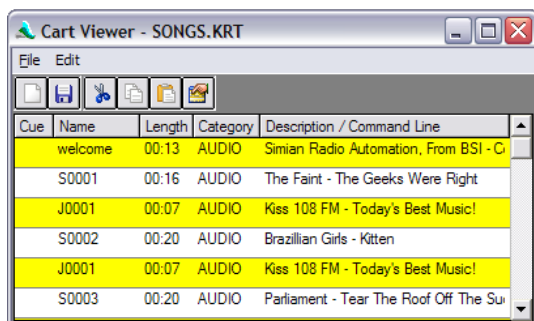 Cart Viewer - SONGS.KRT
File Edit
Cue Name Length Category Description / Command Line
welcome 00:13 AUDIO Simian Radio Automation, From BSI -
S0001 00:16 AUDIO The Faint - The Geeks Were Right
J0001 00:07 AUDIO Kiss 108 FM - Today's Best Music!
S0002 00:20 AUDIO Brazillian Girls - Kitten
J0001 00:07 AUDIO Kiss 108 FM - Today's Best Music!
S0003 00:20 AUDIO Parliament - Tear The Roof Off The